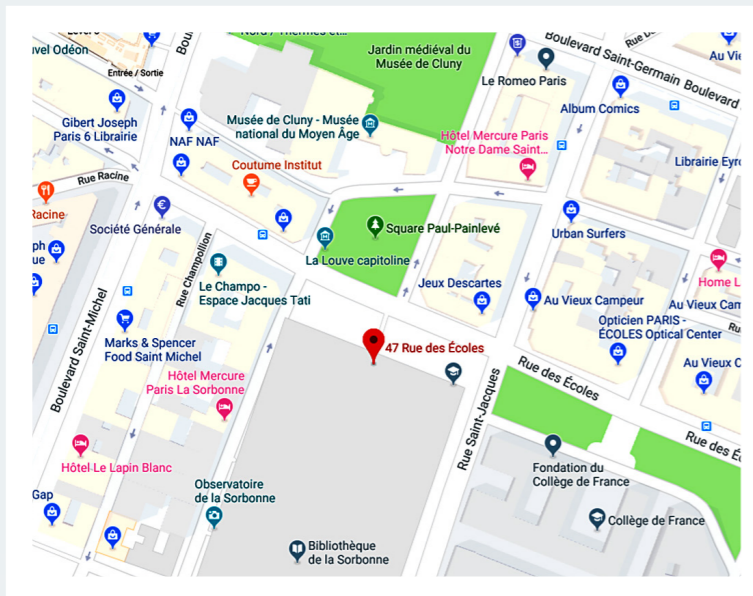 Nord / Thermes et...
Jardin médiéval du
Musée de Cluny
Boulevard Saint-Germain
Boulevard
Au Vie
Entrée / Sortie
Le Romeo Paris
Album Comics
Gibert Joseph
Paris 6 Librairie
NAF NAF
Musée de Cluny - Musée
national du Moyen Âge
Hôtel Mercure Paris
Notre Dame Saint...
Coutume Institut
Librairie Eyro
Rue Racine
Racine
Société Générale
Square Paul-Painlevé
Urban Surfers
La Louve capitoline
Rue Champollion
Le Champo -
Espace Jacques Tati
Jeux Descartes
Home L
Au Vieux Campeur
Au Vieux Cam
Opticien PARIS -
ÉCOLES Optical Center
Boulevard Saint-Michel
Marks & Spencer
Food Saint Michel
47 Rue des Écoles
Rue des Écoles
Au Vieux C
Hôtel Mercure
Paris La Sorbonne
Rue Saint-Jacques
Rue des Éc
Hôtel Le Lapin Blanc
Fondation du
Collège de France
Gap
Observatoire
de la Sorbonne
Collège de France
Bibliothèque
de la Sorbonne